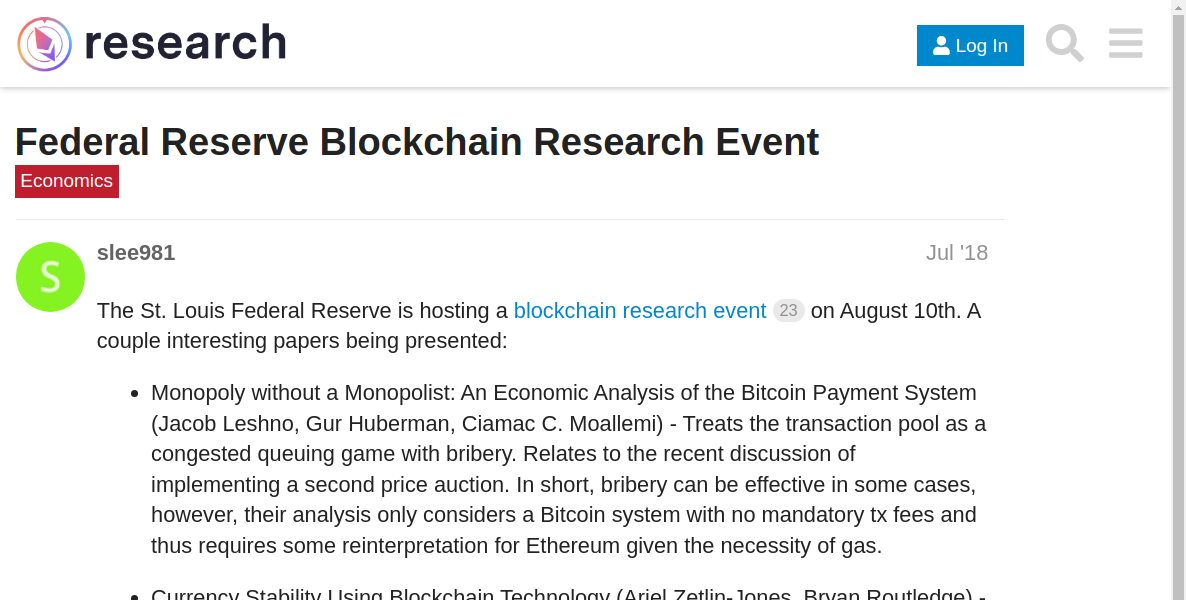 research
Log In
Federal Reserve Blockchain Research Event
Economics
S
slee981
Jul '18
The St. Louis Federal Reserve is hosting a blockchain research event 23 on August 10th. A
couple interesting papers being presented:
• Monopoly without a Monopolist: An Economic Analysis of the Bitcoin Payment System
(Jacob Leshno, Gur Huberman, Ciamac C. Moallemi) - Treats the transaction pool as a
congested queuing game with bribery. Relates to the recent discussion of
implementing a second price auction. In short, bribery can be effective in some cases,
however, their analysis only considers a Bitcoin system with no mandatory tx fees and
thus requires some reinterpretation for Ethereum given the necessity of gas.
• Currency Stability Using Blockchain Technology (Ariel Zetlin-Jones, Bryan Routledge) -